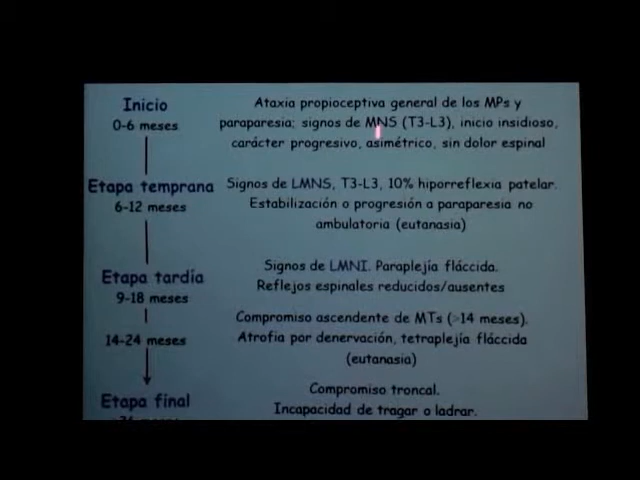 Inicio
0-6 meses
Ataxia propioceptiva general de los MPs y
paraparesia; signos de MNS (T3-L3), inicio insidioso,
carácter progresivo, asimétrico, sin dolor espinal
Etapa temprana
6-12 meses
Signos de LMNS, T3-L3, 10% hiporreflexia patelar.
Estabilización o progresión a paraparesia no
ambulatoria (eutanasia)
Etapa tardía
9-18 meses
Signos de LMNI. Paraplejía fláccida.
Reflejos espinales reducidos/ausentes
14-24 meses
Compromiso ascendente de MTs (>14 meses).
Atrofia por denervación, tetraplejía fláccida
(eutanasia)
Etapa final
Compromiso troncal.
Incapacidad de tragar o ladrar.